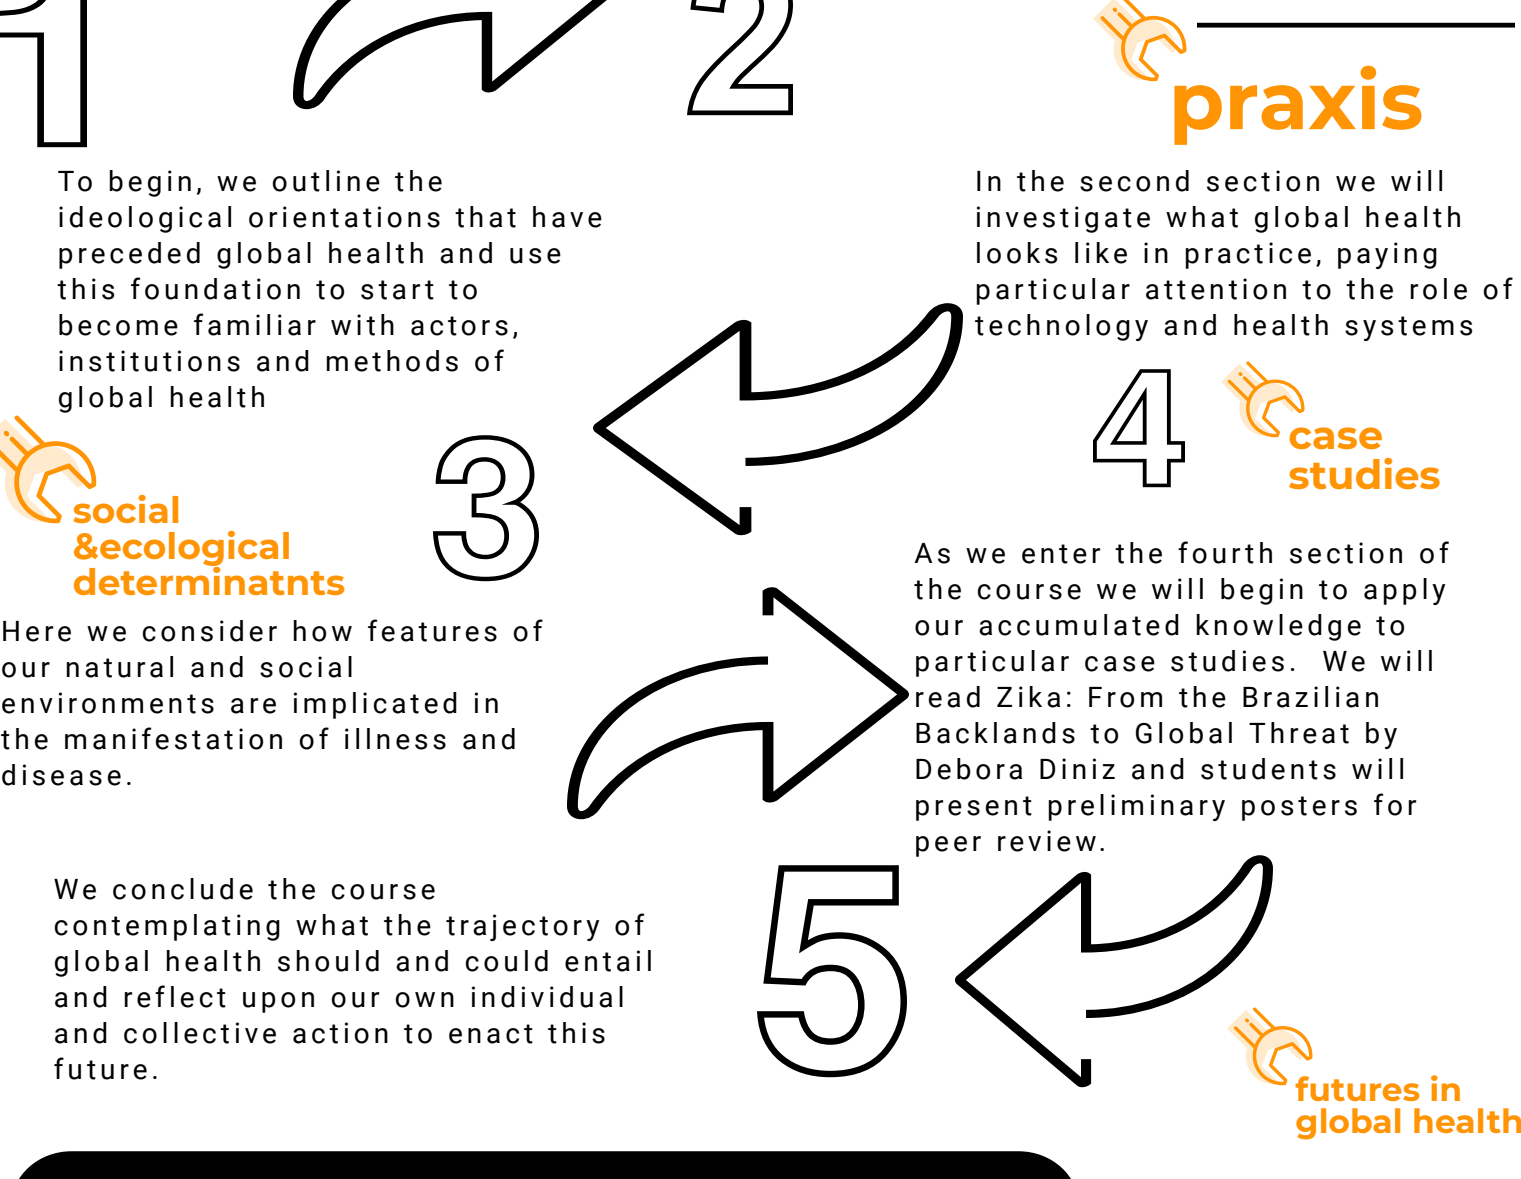 1
2
praxis
To begin, we outline the
ideological orientations that have
preceded global health and use
this foundation to start to
become familiar with actors,
institutions and methods of
global health
In the second section we will
investigate what global health
looks like in practice, paying
particular attention to the role of
technology and health systems
3
social
&ecological
determinatnts
Here we consider how features of
our natural and social
environments are implicated in
the manifestation of illness and
disease.
4
case
studies
As we enter the fourth section of
the course we will begin to apply
our accumulated knowledge to
particular case studies.  We will
read Zika: From the Brazilian
Backlands to Global Threat by
Debora Diniz and students will
present preliminary posters for
peer review.
5
futures in
global health
We conclude the course
contemplating what the trajectory of
global health should and could entail
and reflect upon our own individual
and collective action to enact this
future.